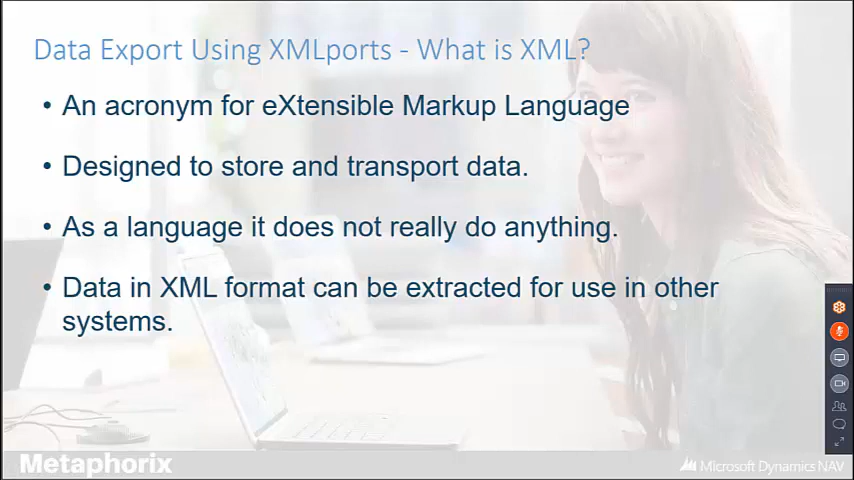 Data Export Using XMLports - What is XML?
• An acronym for eXtensible Markup Language
• Designed to store and transport data.
• As a language it does not really do anything.
• Data in XML format can be extracted for use in other
systems.
Metaphorix
Microsoft Dynamics NAV